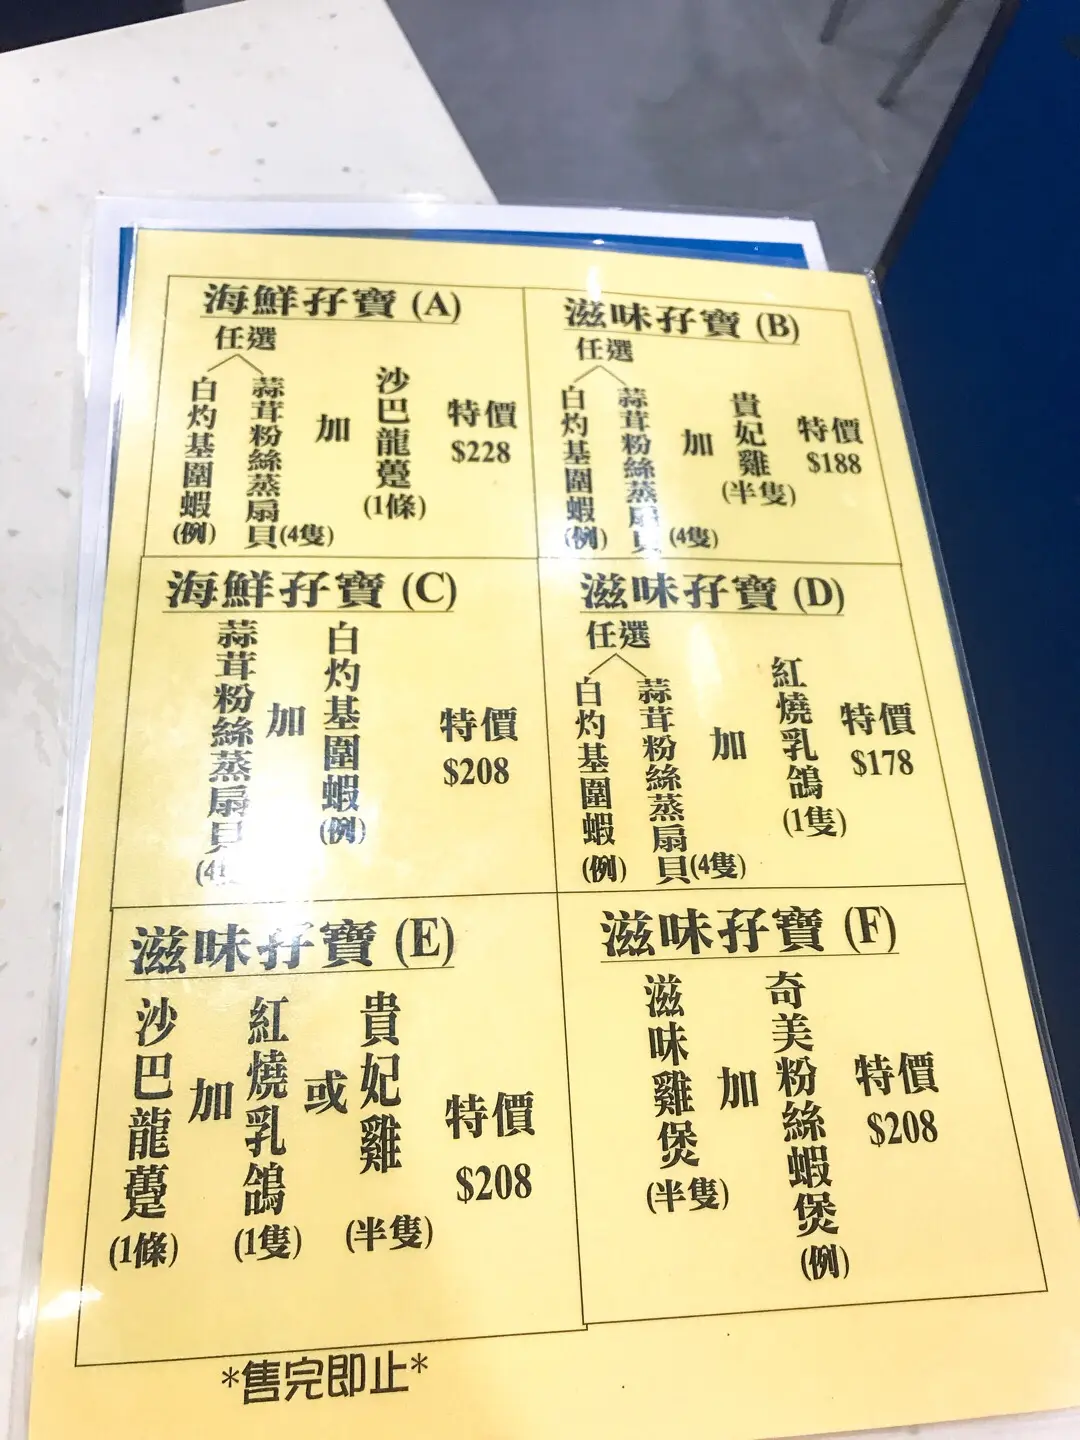 海鮮孖寶 (A)
任選
白灼基圍蝦(例)
蒜茸粉絲蒸扇貝(4隻)
加
沙巴龍躉(1條)
特價
$228
滋味孖寶 (B)
任選
白灼基圍蝦(例)
蒜茸粉絲蒸扇貝(4隻)
加
貴妃雞(半隻)
特價
$188
海鮮孖寶 (C)
蒜茸粉絲蒸扇貝
加
白灼基圍蝦(例)
特價
$208
滋味孖寶 (D)
任選
白灼基圍蝦(例)
蒜茸粉絲蒸扇貝(4隻)
加
紅燒乳鴿(1隻)
特價
$178
滋味孖寶 (E)
沙巴龍躉(1條)
加
紅燒乳鴿(1隻)
或
貴妃雞(半隻)
特價
$208
滋味孖寶 (F)
滋味雞煲(半隻)
加
奇美粉絲蝦煲(例)
特價
$208
*售完即止*